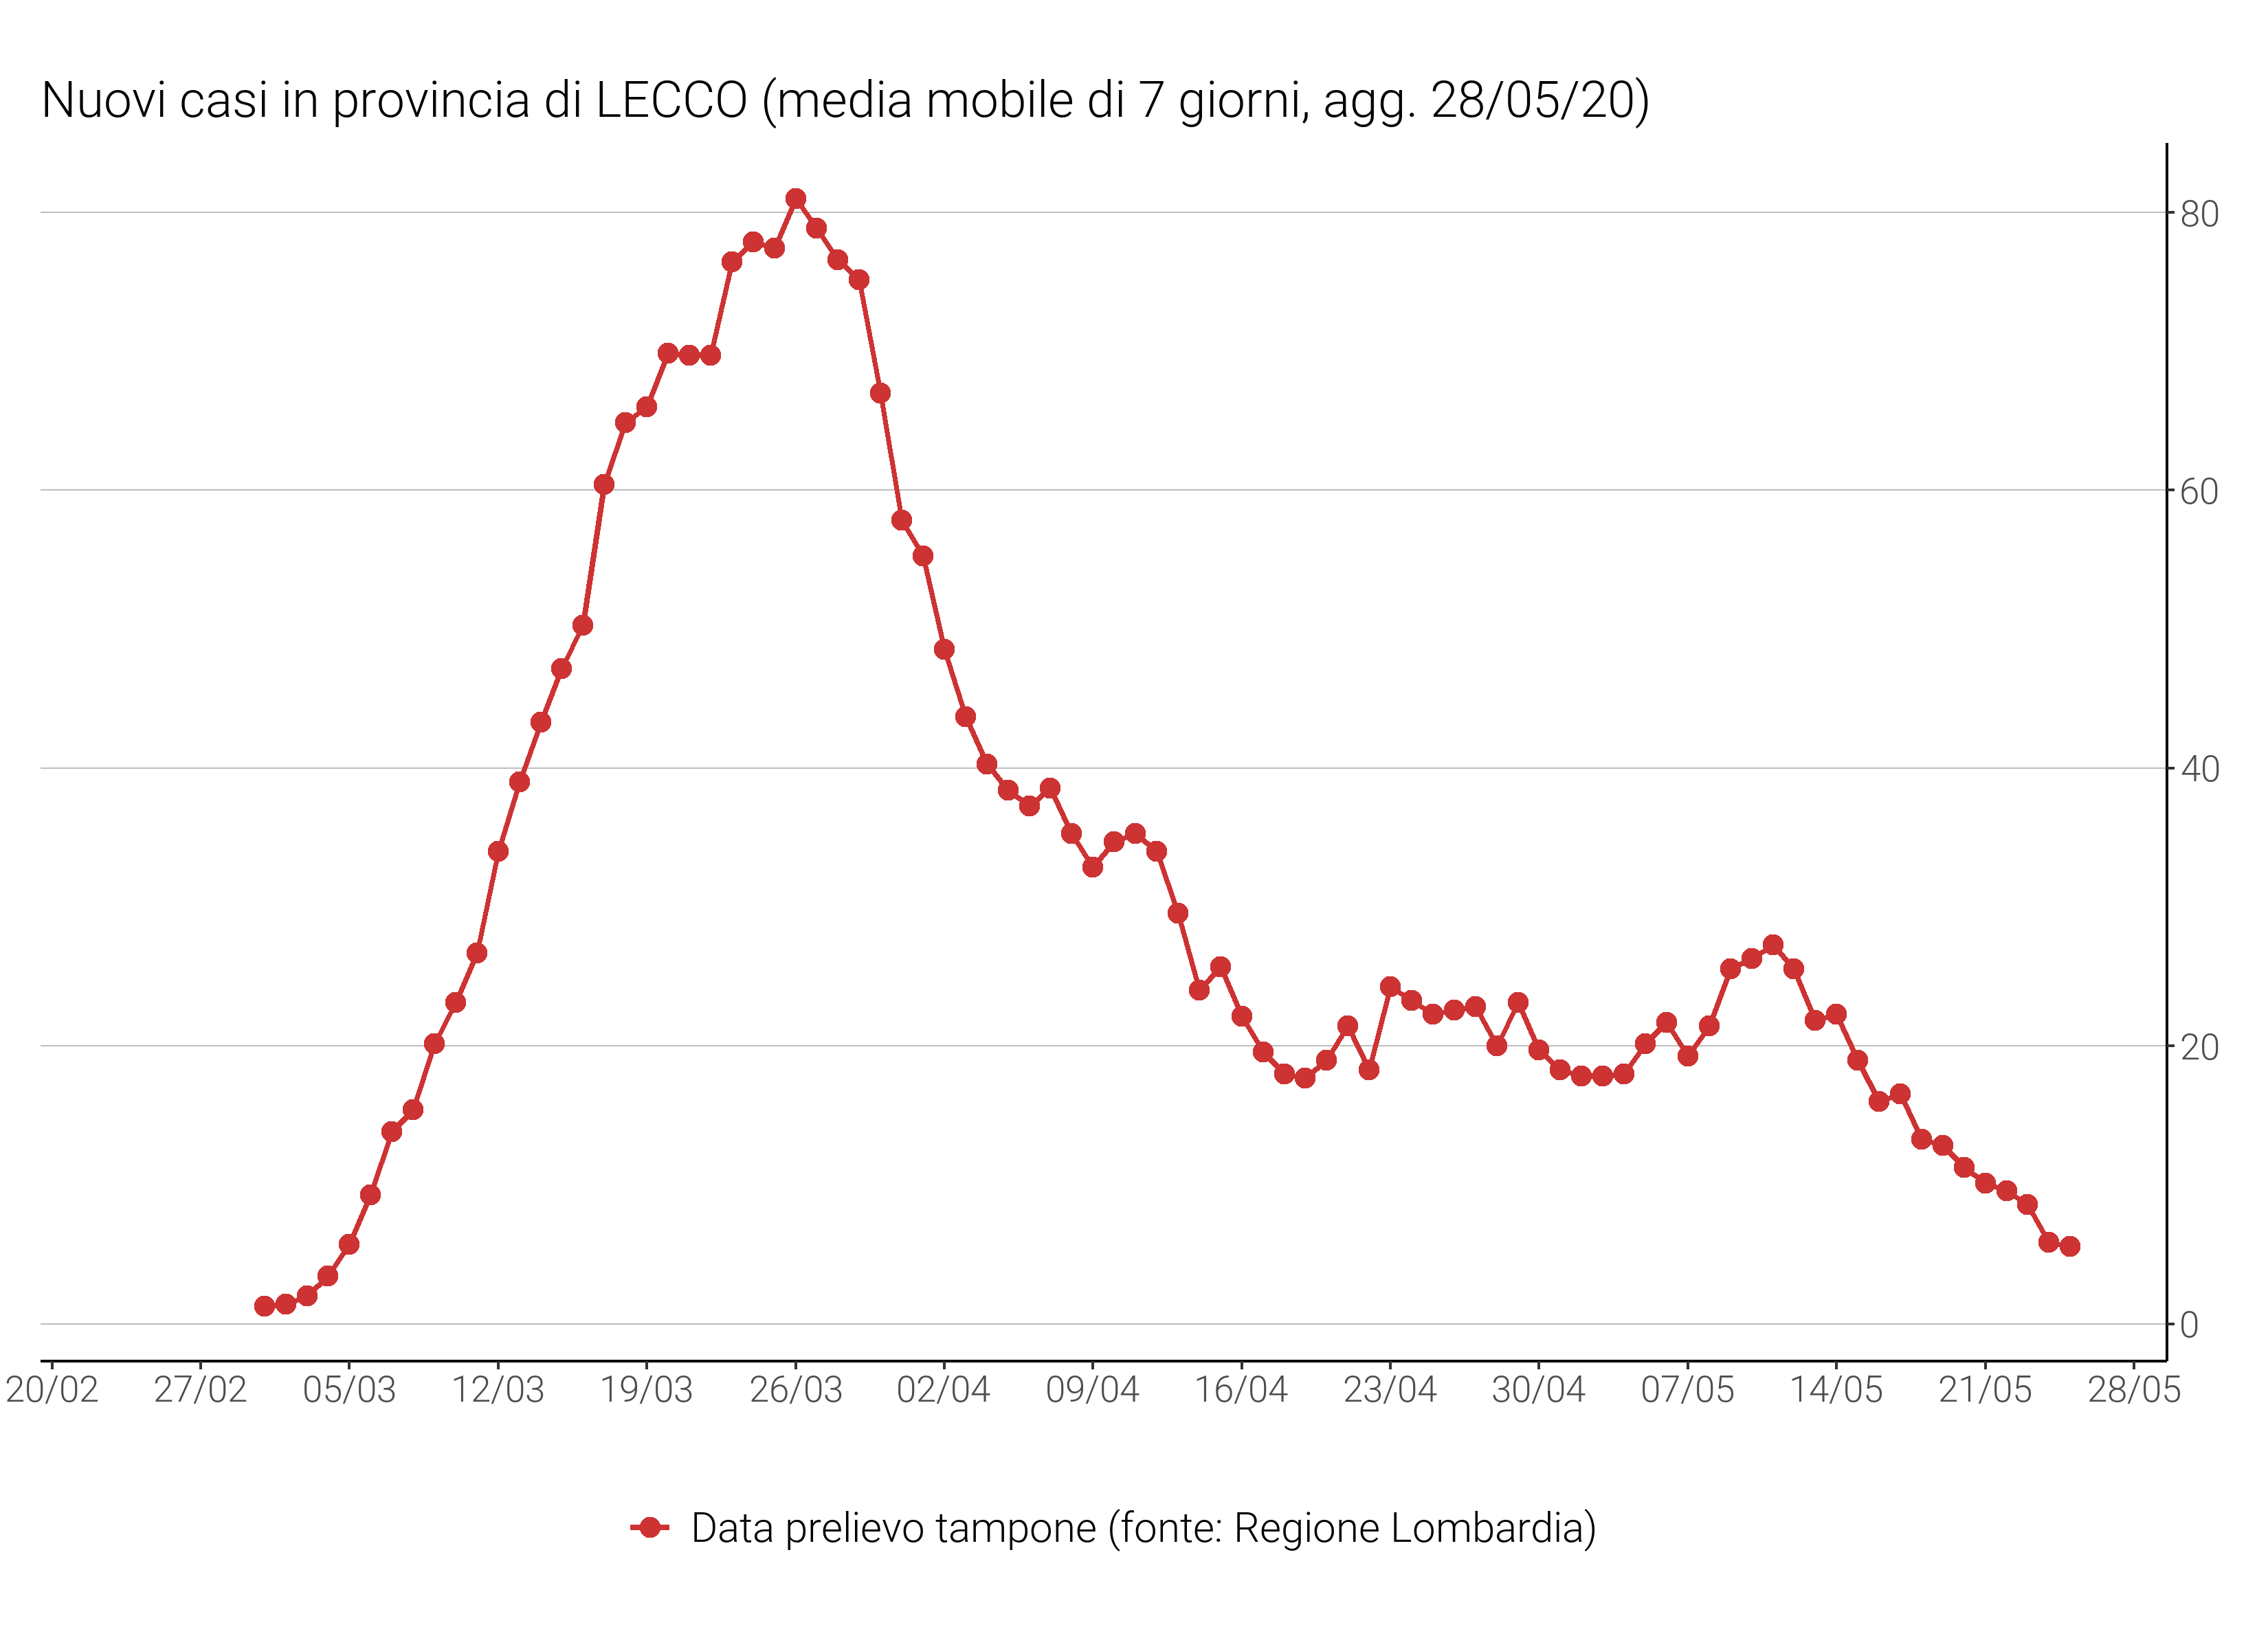 Nuovi casi in provincia di LECCO (media mobile di 7 giorni, agg. 28/05/20)
80
60
40
20
0
20/02 27/02 05/03 12/03 19/03 26/03 02/04 09/04 16/04 23/04 30/04 07/05 14/05 21/05 28/05
Data prelievo tampone (fonte: Regione Lombardia)